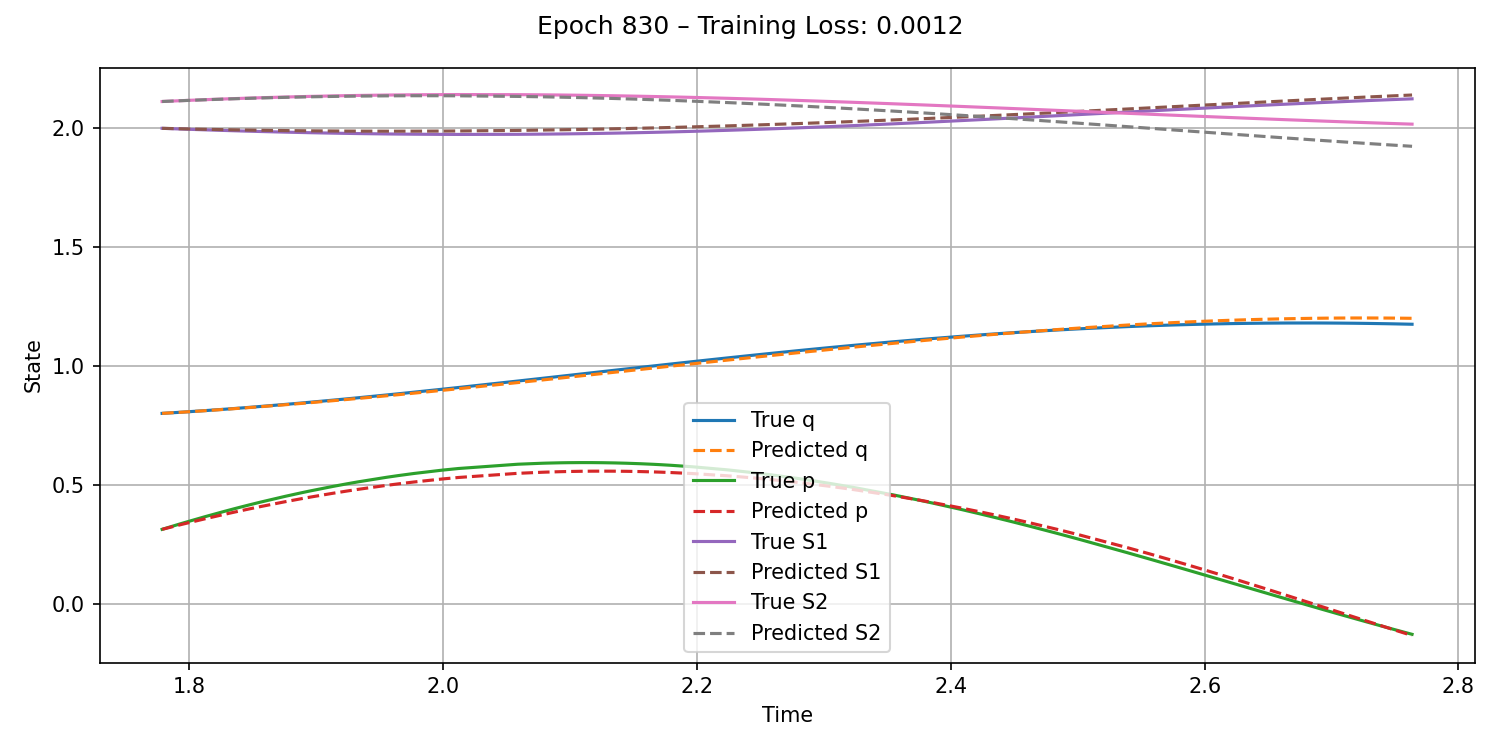 Epoch 830 – Training Loss: 0.0012
State
2.0
1.5
1.0
0.5
0.0
True q
Predicted q
True p
Predicted p
True S1
Predicted S1
True S2
Predicted S2
1.8
2.0
2.2
2.4
2.6
2.8
Time